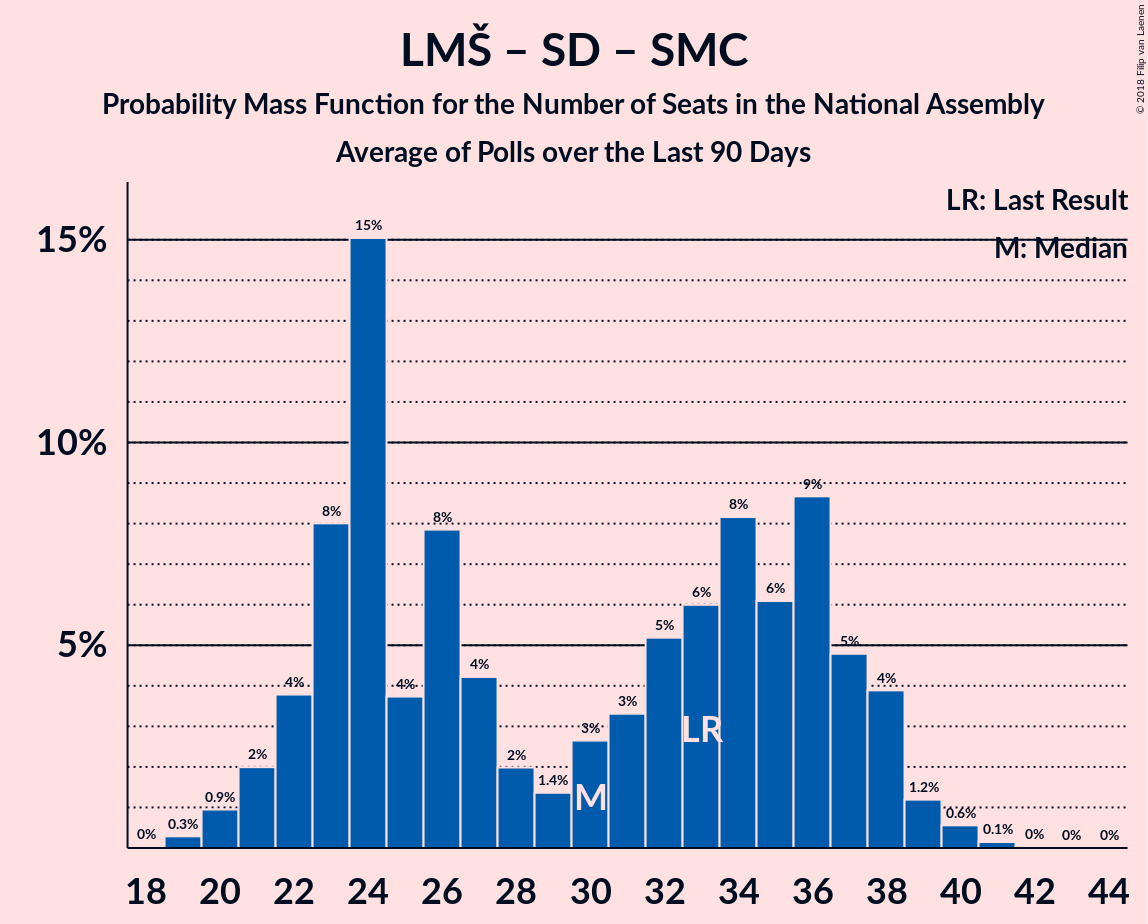 LMŠ – SD – SMC
Probability Mass Function for the Number of Seats in the National Assembly
Average of Polls over the Last 90 Days
© 2018 Filip van Laenen
LR: Last Result
M: Median
15%
10%
5%
0% 0.3% 0.9% 2% 4% 8% 15% 4% 8% 4% 2% 1.4% 3% 3% 5% 6% 8% 6% 9% 5% 4% 1.2% 0.6% 0.1% 0% 0% 0%
LR
M
18 20 22 24 26 28 30 32 34 36 38 40 42 44